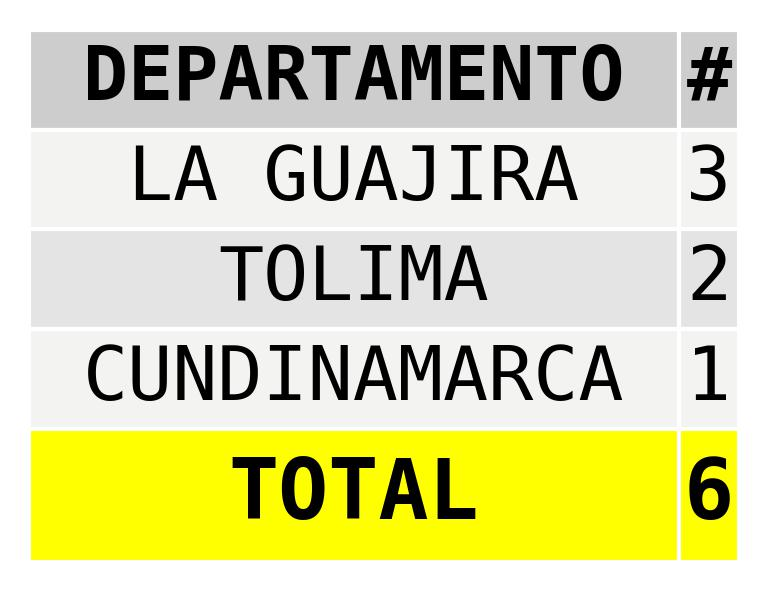 DEPARTAMENTO #
LA GUAJIRA 3
TOLIMA 2
CUNDINAMARCA 1
TOTAL 6